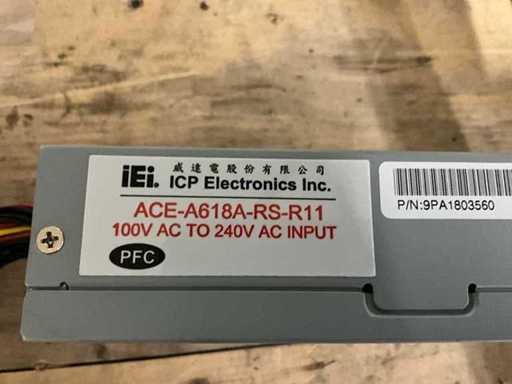 iEi. 威達電股份有限公司
ICP Electronics Inc.
ACE-A618A-RS-R11
100V AC TO 240V AC INPUT
PFC
P/N:9PA1803560